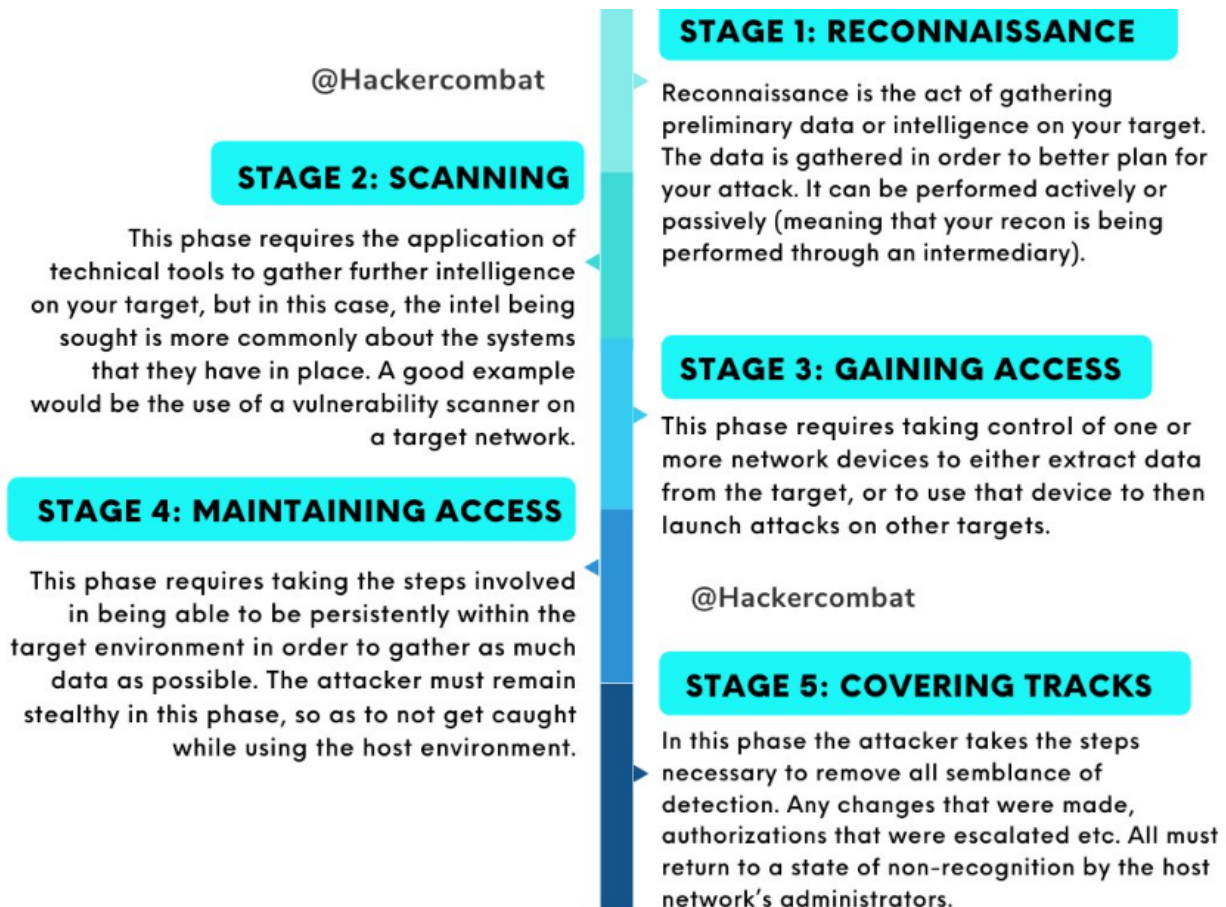 STAGE 1: RECONNAISSANCE
@Hackercombat
Reconnaissance is the act of gathering
preliminary data or intelligence on your target.
The data is gathered in order to better plan for
your attack. It can be performed actively or
passively (meaning that your recon is being
performed through an intermediary).
STAGE 2: SCANNING
This phase requires the application of
technical tools to gather further intelligence
on your target, but in this case, the intel being
sought is more commonly about the systems
that they have in place. A good example
would be the use of a vulnerability scanner on
a target network.
STAGE 3: GAINING ACCESS
This phase requires taking control of one or
more network devices to either extract data
from the target, or to use that device to then
launch attacks on other targets.
STAGE 4: MAINTAINING ACCESS
This phase requires taking the steps involved
in being able to be persistently within the
target environment in order to gather as much
data as possible. The attacker must remain
stealthy in this phase, so as to not get caught
while using the host environment.
@Hackercombat
STAGE 5: COVERING TRACKS
In this phase the attacker takes the steps
necessary to remove all semblance of
detection. Any changes that were made,
authorizations that were escalated etc. All must
return to a state of non-recognition by the host
network's administrators.